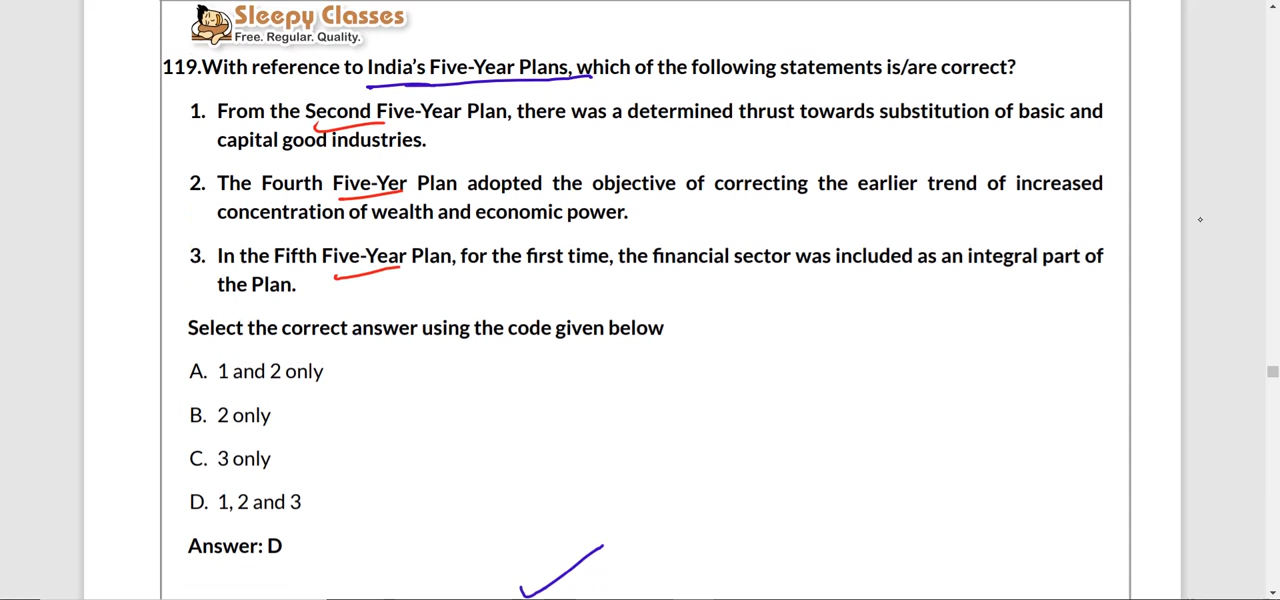 Sleepy Classes
Free. Regular. Quality.
119.With reference to India's Five-Year Plans, which of the following statements is/are correct?
1. From the Second Five-Year Plan, there was a determined thrust towards substitution of basic and
capital good industries.
2. The Fourth Five-Yer Plan adopted the objective of correcting the earlier trend of increased
concentration of wealth and economic power.
3. In the Fifth Five-Year Plan, for the first time, the financial sector was included as an integral part of
the Plan.
Select the correct answer using the code given below
A. 1 and 2 only
B. 2 only
C. 3 only
D. 1, 2 and 3
Answer: D